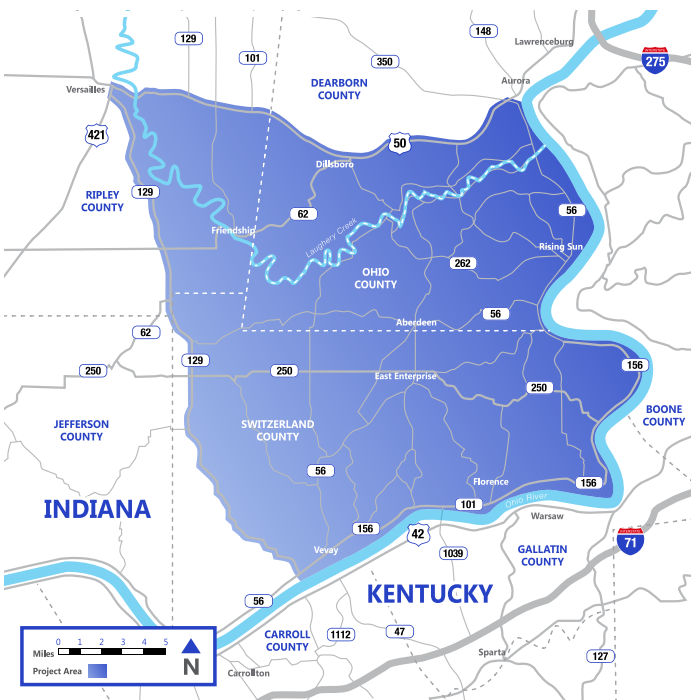 129
148
Lawrenceburg
101
350
275
DEARBORN
COUNTY
Aurora
Versailles
421
50
Dillsboro
RIPLEY
COUNTY
129
62
56
Friendship
Laughery Creek
Rising Sun
262
OHIO
COUNTY
56
Aberdeen
62
129
156
250
250
East Enterprise
250
BOONE
COUNTY
JEFFERSON
COUNTY
SWITZERLAND
COUNTY
56
Florence
156
101
Ohio River
INDIANA
Warsaw
156
42
71
Vevay
1039
GALLATIN
COUNTY
KENTUCKY
56
CARROLL
COUNTY
1112
47
Sparta
127
Carrollton
Miles
0 1 2 3 4 5
N
Project Area